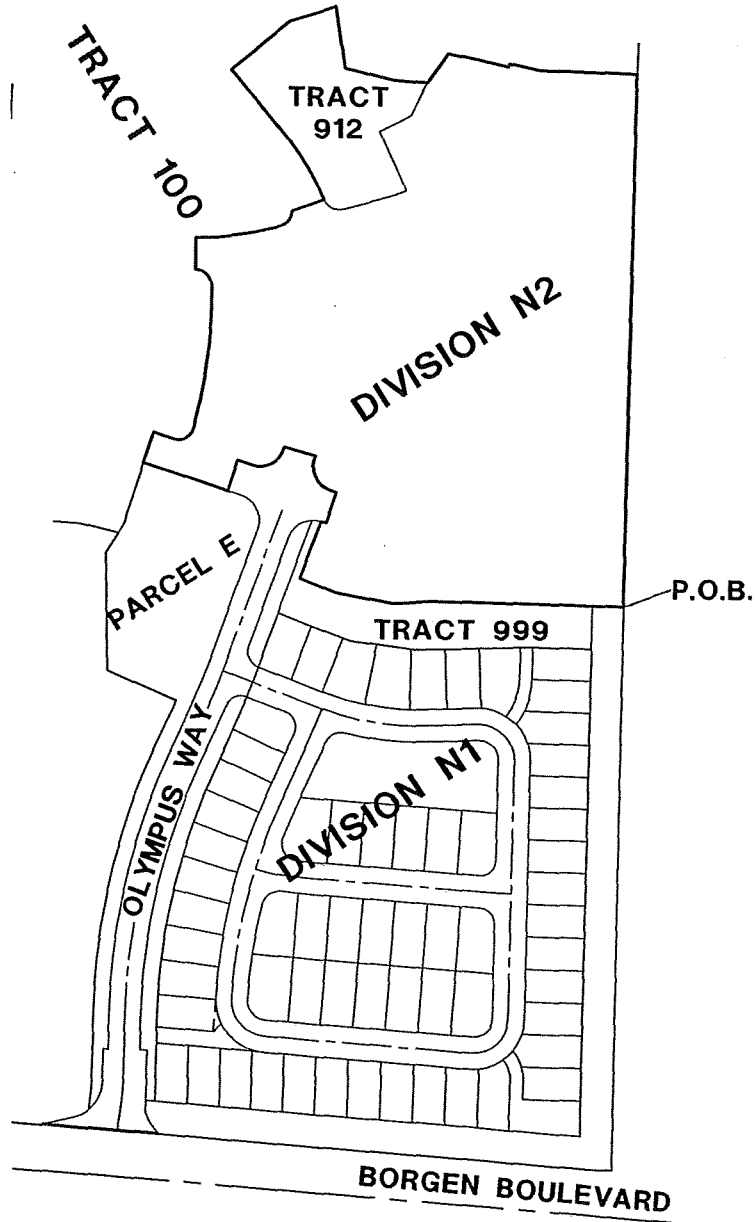 TRACT 100
TRACT
912
DIVISION N2
PARCEL E
P.O.B.
TRACT 999
OLYMPUS WAY
DIVISION N1
BORGEN BOULEVARD